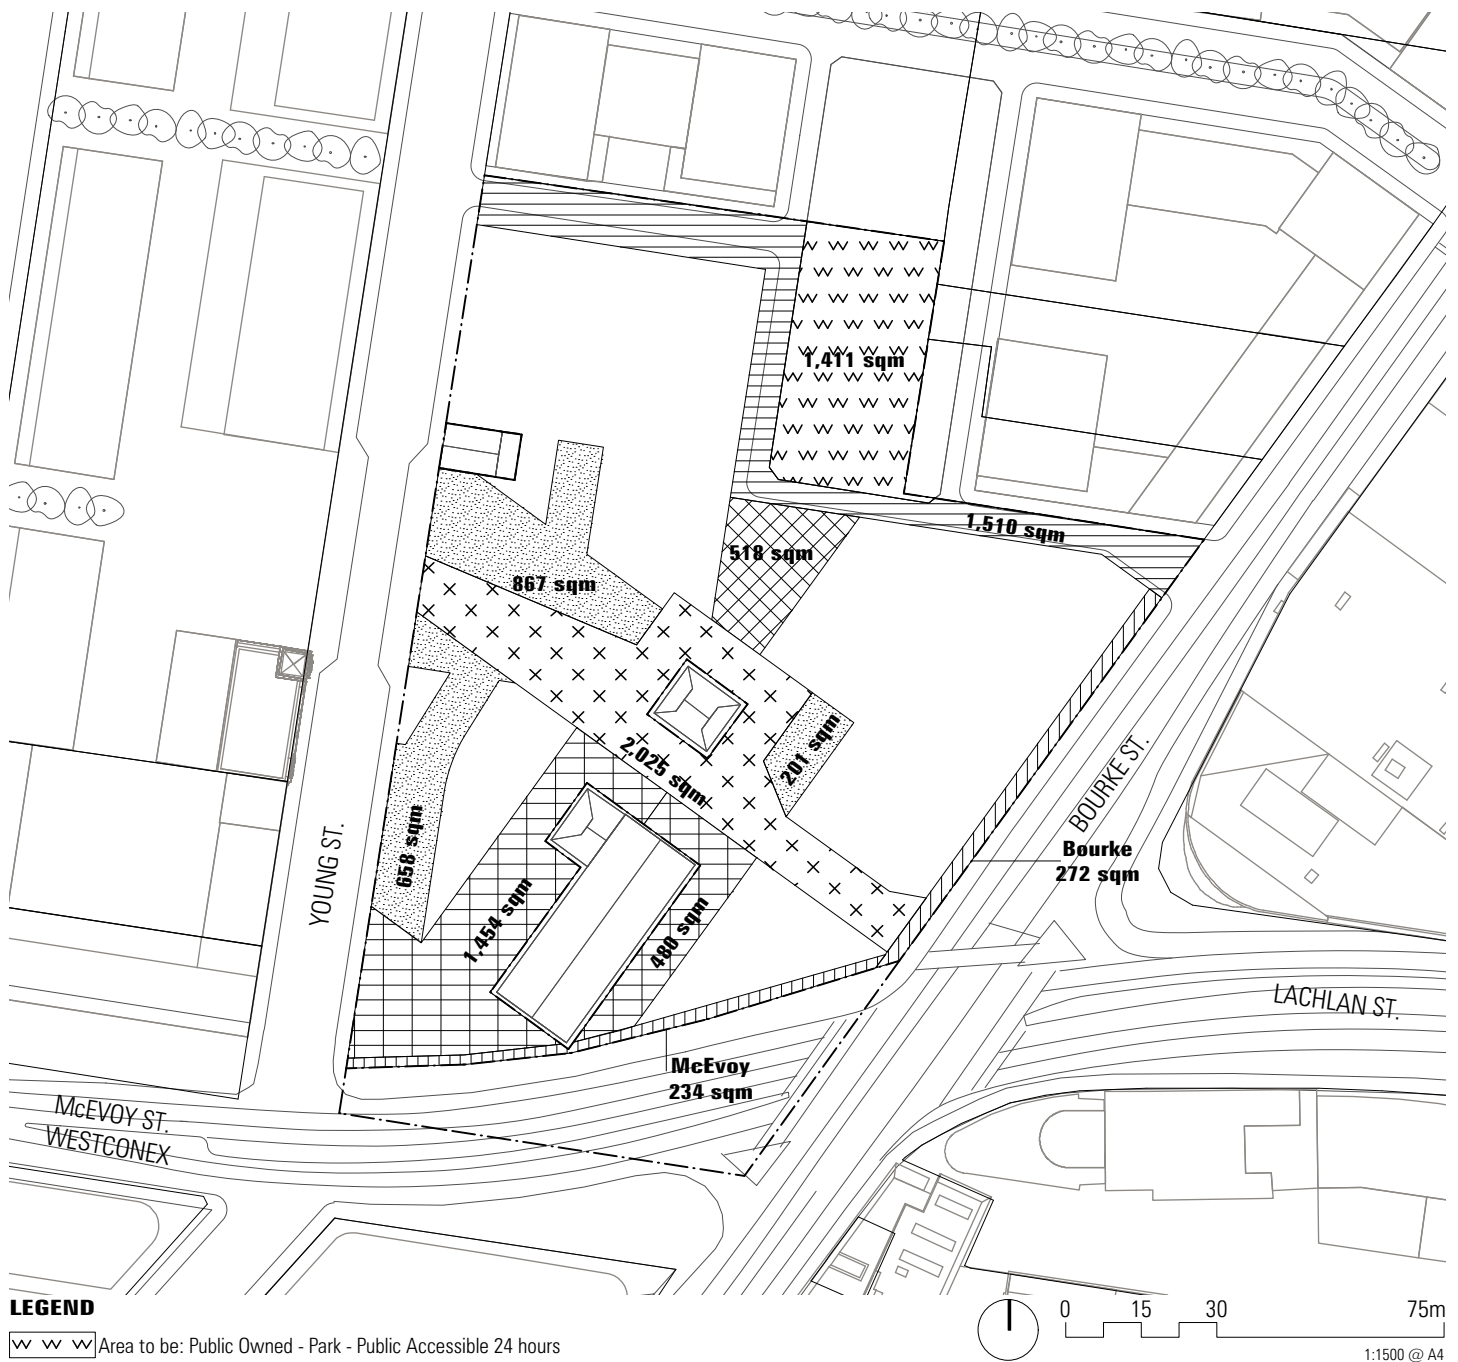 1,411 sqm
1,510 sqm
518 sqm
867 sqm
2,025 sqm
201 sqm
658 sqm
1,454 sqm
480 sqm
YOUNG ST.
BOURKE ST.
Bourke
272 sqm
LACHLAN ST.
McEvoy
234 sqm
McEVOY ST.
WESTCONEX
LEGEND
Area to be: Public Owned - Park - Public Accessible 24 hours
0 15 30 75m
1:1500 @ A4